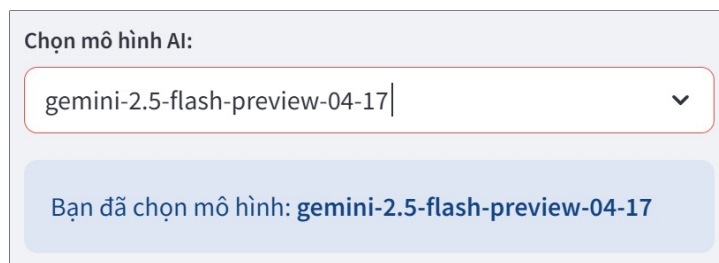 Chọn mô hình AI:
gemini-2.5-flash-preview-04-17
Bạn đã chọn mô hình: gemini-2.5-flash-preview-04-17